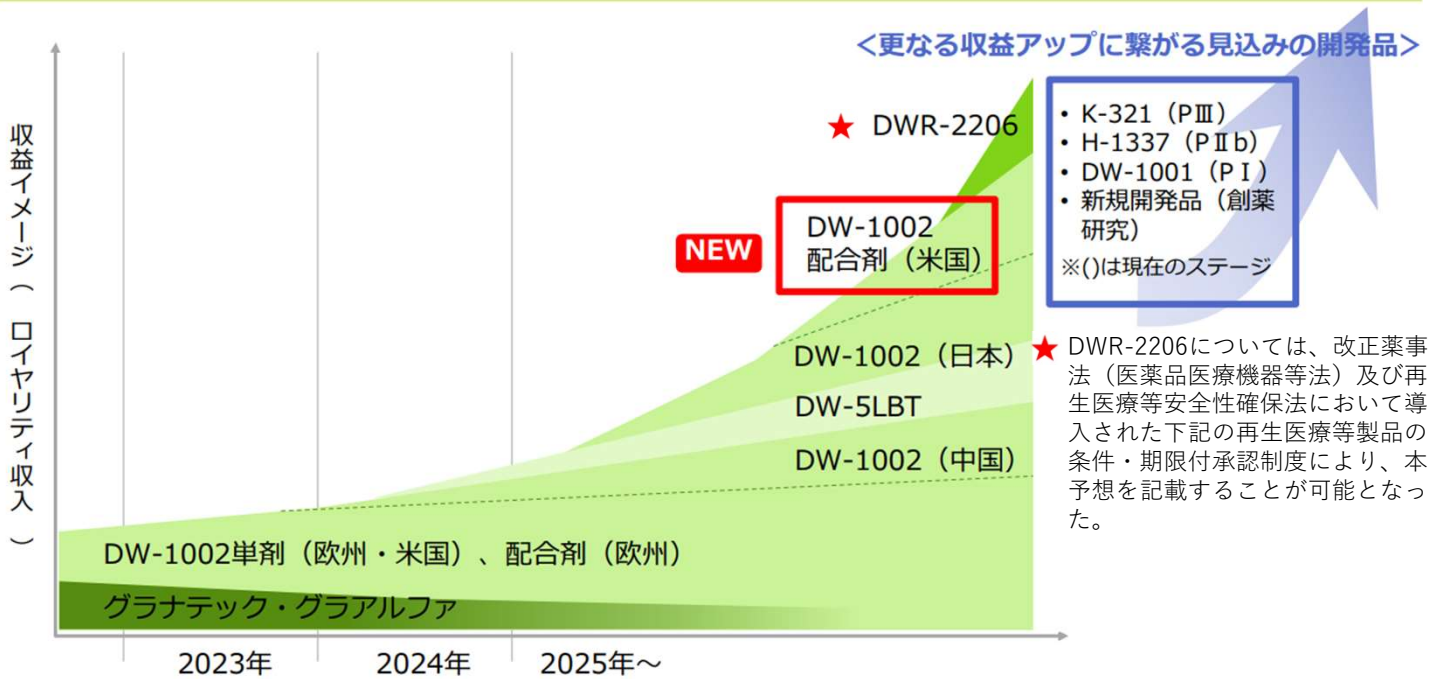 <更なる収益アップに繋がる見込みの開発品>
収益イメージ(ロイヤリティ収入)
★ DWR-2206
NEW
DW-1002
配合剤（米国）
DW-1002（日本）
DW-5LBT
DW-1002（中国）
DW-1002単剤（欧州・米国）、配合剤（欧州）
グラナテック・グラアルファ
2023年
2024年
2025年～
• K-321（PⅢ）
• H-1337（PⅡb）
• DW-1001（PⅠ）
• 新規開発品（創薬
研究）
※()は現在のステージ
★ DWR-2206については、改正薬事
法（医薬品医療機器等法）及び再
生医療等安全性確保法において導
入された下記の再生医療等製品の
条件・期限付承認制度により、本
予想を記載することが可能となっ
た。